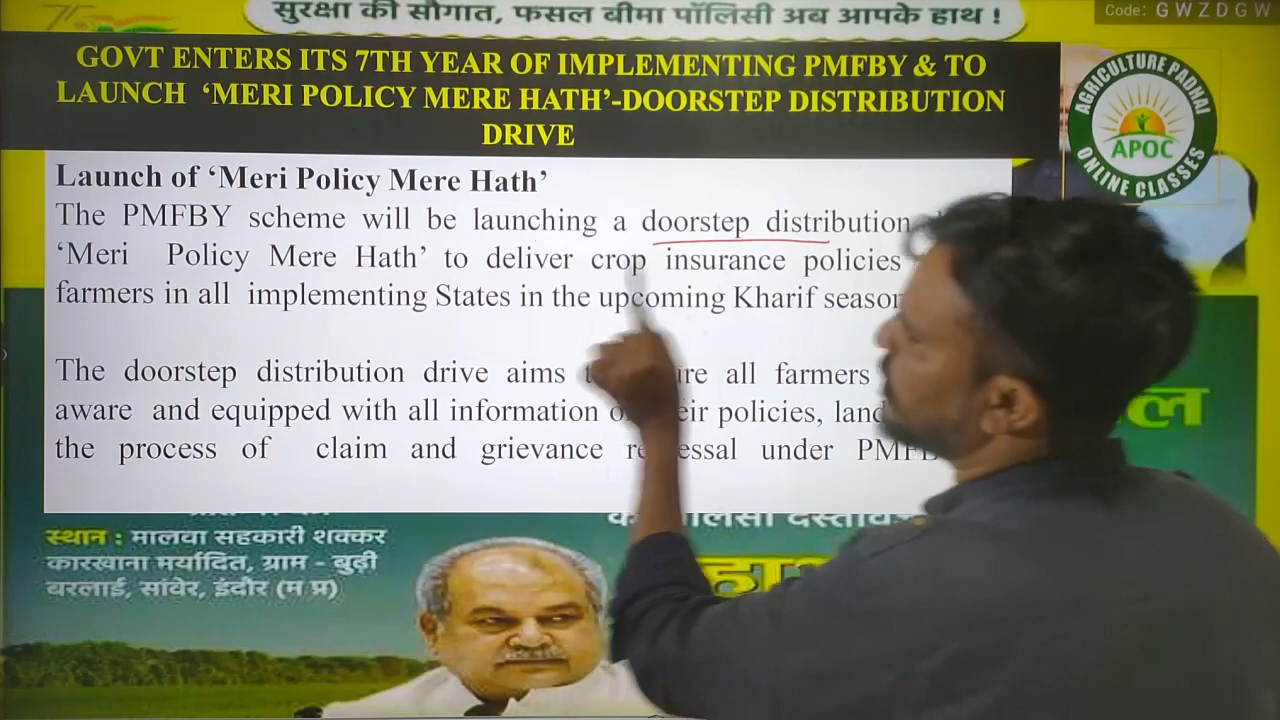 सुरक्षा की सौगात, फसल बीमा पॉलिसी अब आपके हाथ !
Code: G W Z D G W
GOVT ENTERS ITS 7TH YEAR OF IMPLEMENTING PMFBY & TO
LAUNCH ‘MERI POLICY MERE HATH’-DOORSTEP DISTRIBUTION
DRIVE
AGRICULTURE PADHAI
APOC
ONLINE CLASSES
Launch of ‘Meri Policy Mere Hath’
The PMFBY scheme will be launching a doorstep distribution
‘Meri Policy Mere Hath’ to deliver crop insurance policies
farmers in all implementing States in the upcoming Kharif
The doorstep distribution drive aims all farmers
aware and equipped with all information policies,
the process of claim and grievance under
स्थान : मालवा सहकारी शक्कर
कारखाना मर्यादित, ग्राम - बुढ़ी
बरलाई, सांवेर, इंदौर (म प्र)